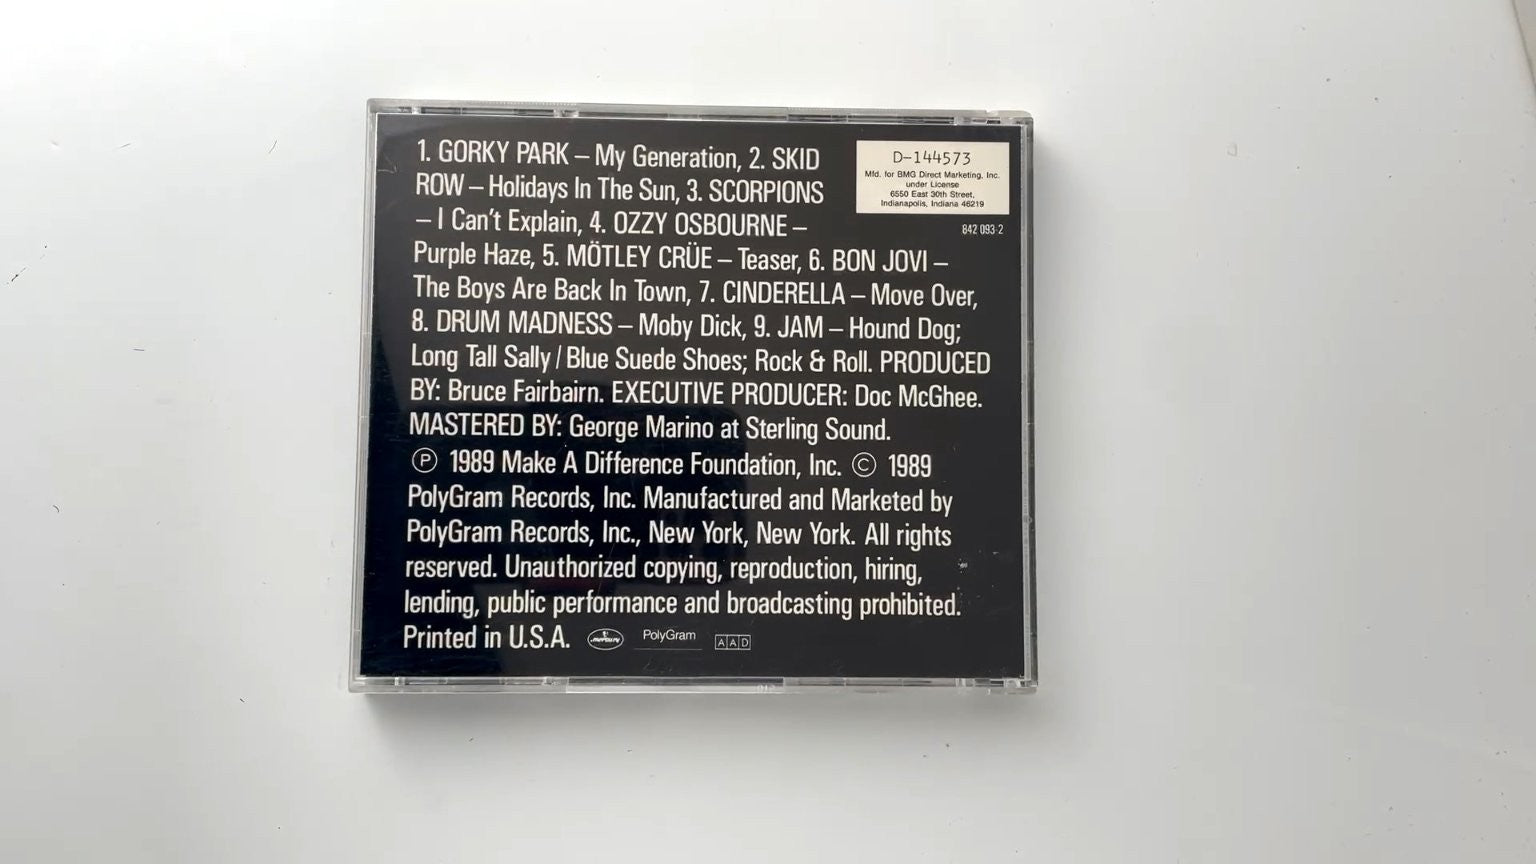 1. GORKY PARK – My Generation, 2. SKID
ROW – Holidays In The Sun, 3. SCORPIONS
– I Can't Explain, 4. OZZY OSBOURNE –
Purple Haze, 5. MÖTLEY CRÜE – Teaser, 6. BON JOVI –
The Boys Are Back In Town, 7. CINDERELLA – Move Over,
8. DRUM MADNESS – Moby Dick, 9. JAM – Hound Dog;
Long Tall Sally / Blue Suede Shoes; Rock & Roll. PRODUCED
BY: Bruce Fairbairn. EXECUTIVE PRODUCER: Doc McGhee.
MASTERED BY: George Marino at Sterling Sound.
Ⓟ 1989 Make A Difference Foundation, Inc. © 1989
PolyGram Records, Inc. Manufactured and Marketed by
PolyGram Records, Inc., New York, New York. All rights
reserved. Unauthorized copying, reproduction, hiring,
lending, public performance and broadcasting prohibited.
Printed in U.S.A. mercury PolyGram AAD
D-144573
Mfd. for BMG Direct Marketing, Inc.
under License
6550 East 30th Street,
Indianapolis, Indiana 46219
842 093-2